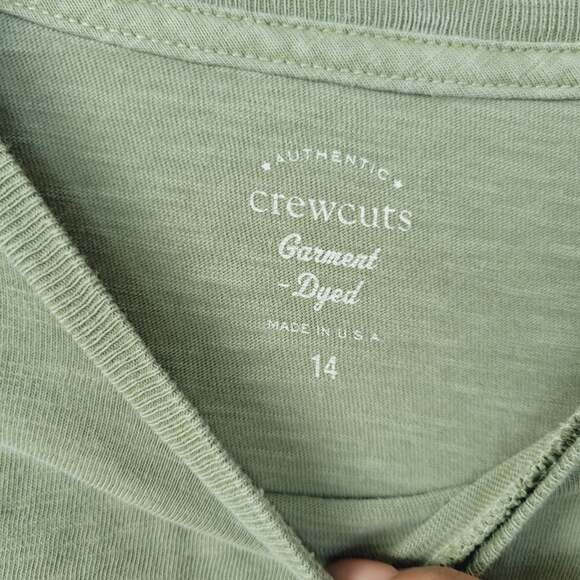 AUTHENTIC
crewcuts
Garment
-Dyed
MADE IN U.S.A
14